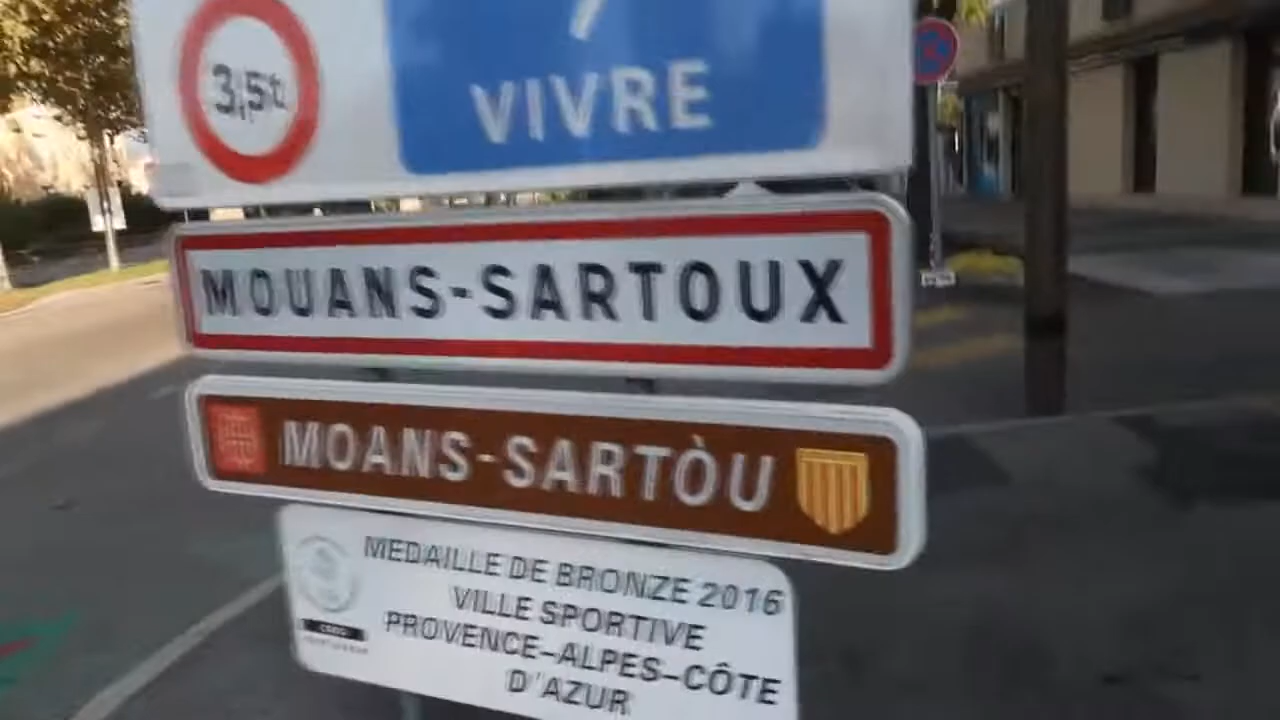 3,5t
VIVRE
MOUANS-SARTOUX
MOANS-SARTÒU
MEDAILLE DE BRONZE 2016
VILLE SPORTIVE
PROVENCE-ALPES-CÔTE
D'AZUR